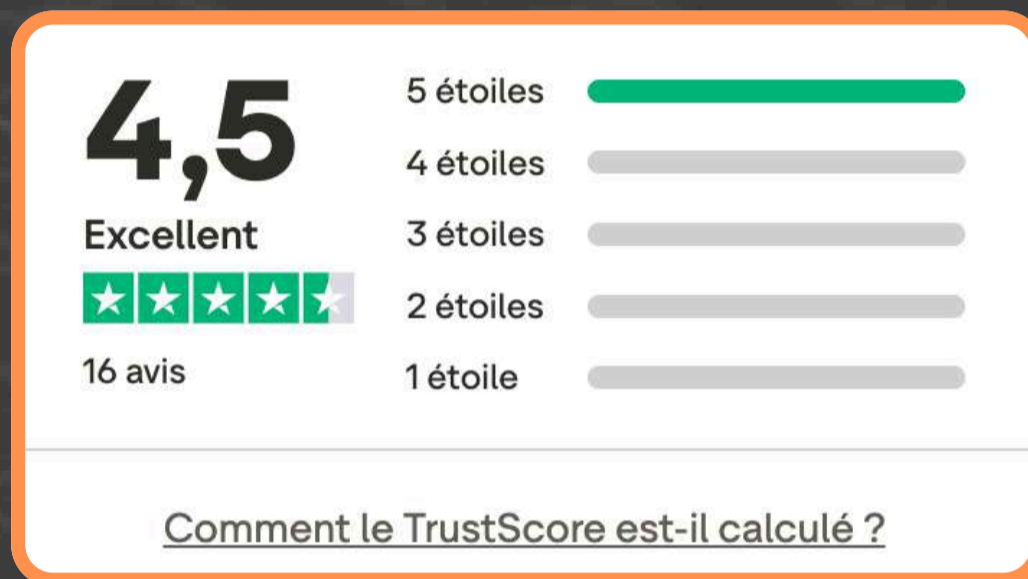 4,5
Excellent
16 avis
5 étoiles
4 étoiles
3 étoiles
2 étoiles
1 étoile
Comment le TrustScore est-il calculé ?